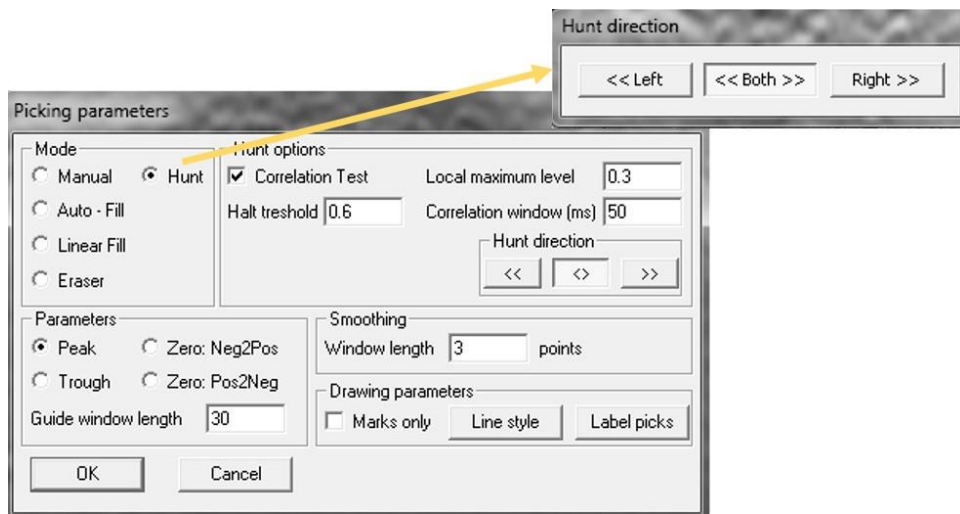 Hunt direction
<< Left
<< Both >>
Right >>
Picking parameters
Mode
Manual
Hunt
Auto - Fill
Linear Fill
Eraser
Hunt options
Correlation Test
Local maximum level 0.3
Halt treshold 0.6
Correlation window (ms) 50
Hunt direction
<<
<>
>>
Parameters
Peak
Zero: Neg2Pos
Trough
Zero: Pos2Neg
Guide window length 30
Smoothing
Window length 3 points
Drawing parameters
Marks only
Line style
Label picks
OK
Cancel